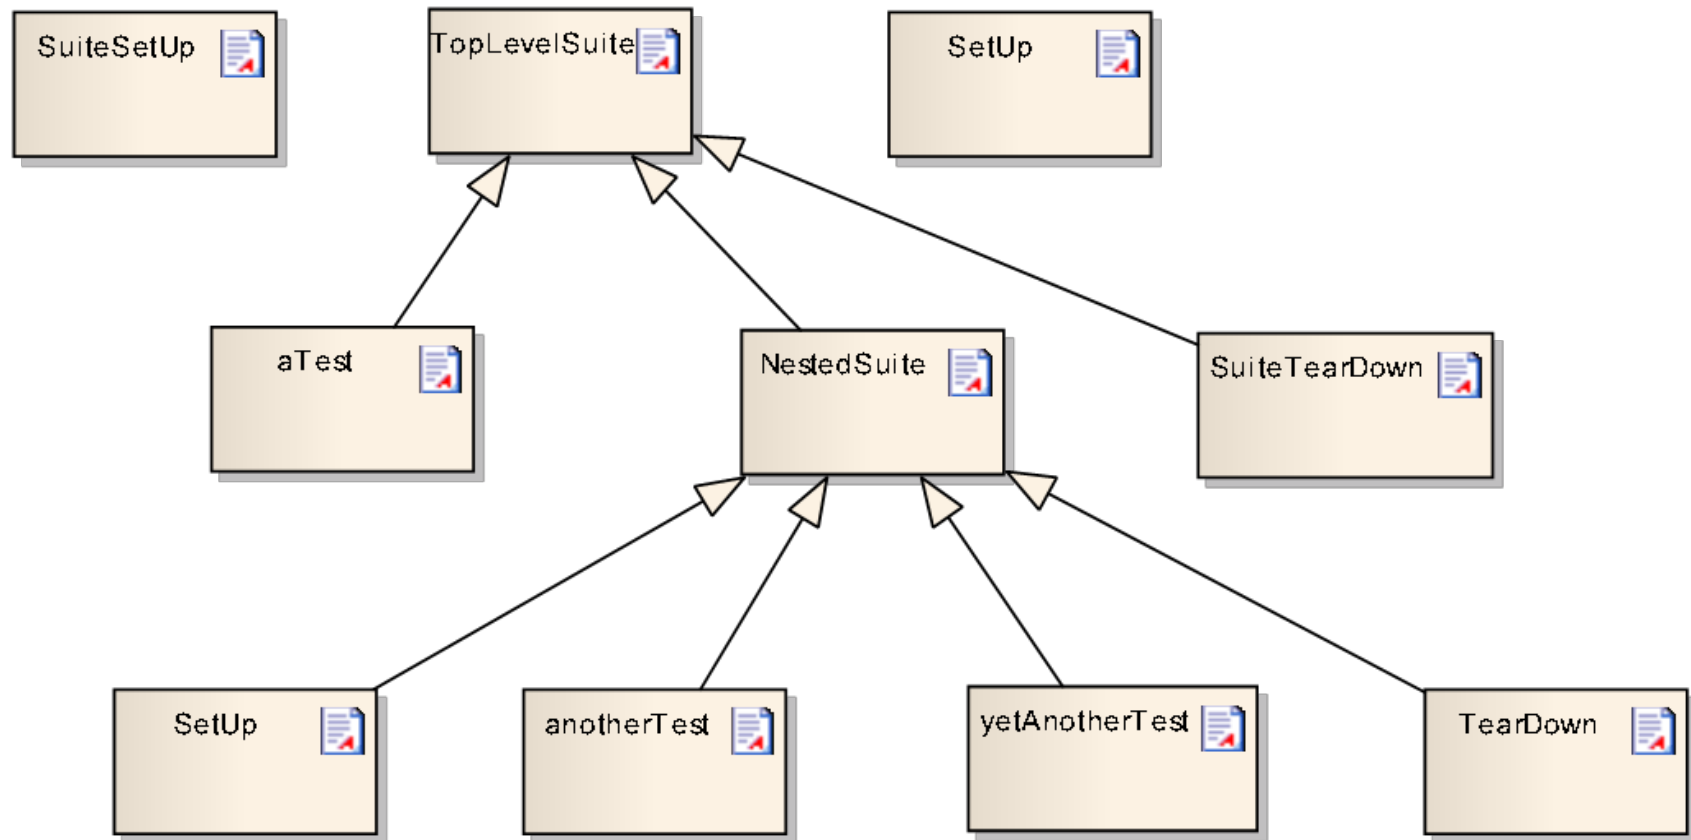 SuiteSetUp
TopLevelSuite
SetUp
aTest
NestedSuite
SuiteTearDown
SetUp
anotherTest
yetAnotherTest
TearDown